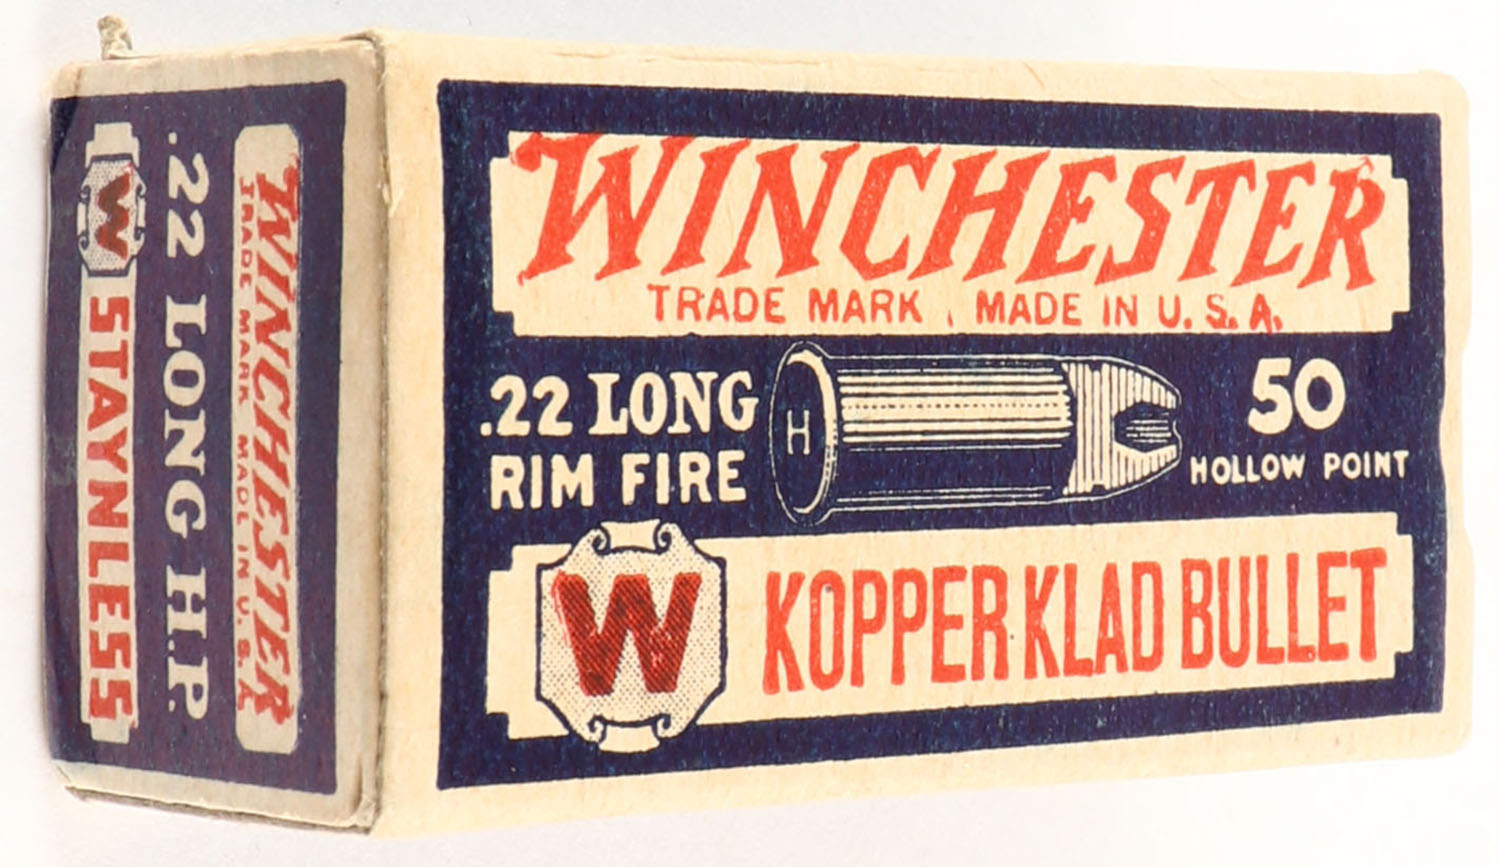 WINCHESTER
TRADE MARK . MADE IN U. S. A.
.22 LONG
RIM FIRE
H
50
HOLLOW POINT
W
KOPPER KLAD BULLET
WINCHESTER
TRADE MARK MADE IN U. S. A.
.22 LONG H.P.
W
STAYNLESS